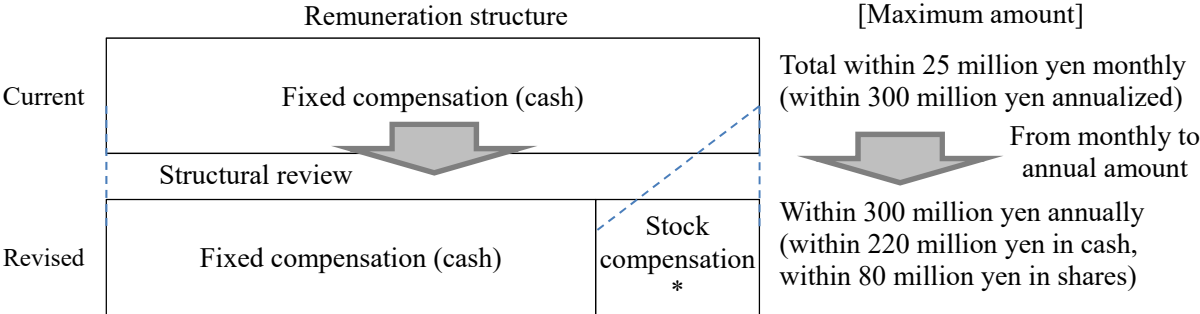 Remuneration structure
[Maximum amount]
Current
Fixed compensation (cash)
Total within 25 million yen monthly
(within 300 million yen annualized)
Structural review
From monthly to
annual amount
Revised
Fixed compensation (cash)
Stock
compensation
*
Within 300 million yen annually
(within 220 million yen in cash,
within 80 million yen in shares)